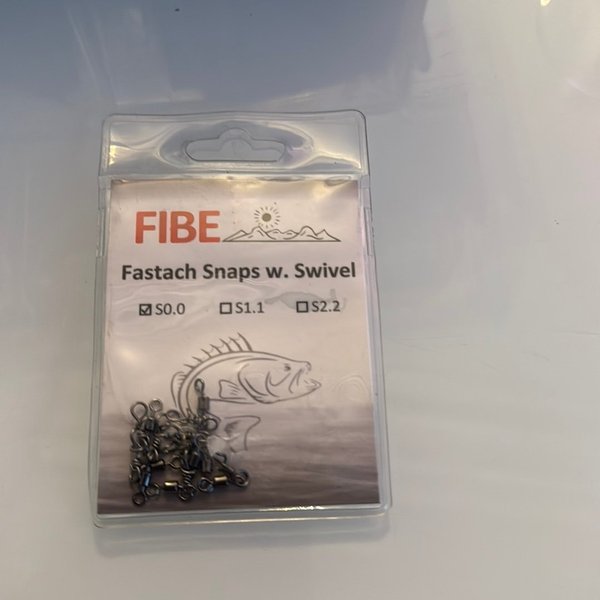 FIBE
Fastach Snaps w. Swivel
☑ S0.0 ☐ S1.1 ☐ S2.2